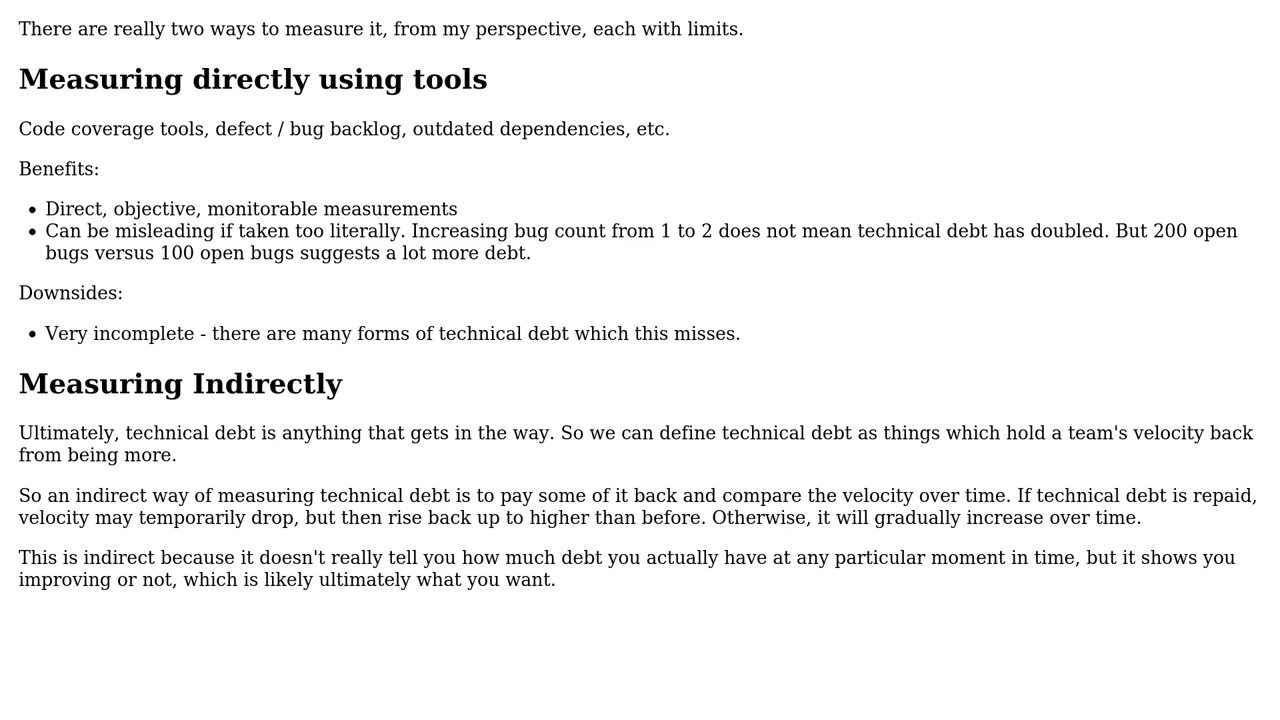 There are really two ways to measure it, from my perspective, each with limits.
Measuring directly using tools
Code coverage tools, defect / bug backlog, outdated dependencies, etc.
Benefits:
• Direct, objective, monitorable measurements
• Can be misleading if taken too literally. Increasing bug count from 1 to 2 does not mean technical debt has doubled. But 200 open
bugs versus 100 open bugs suggests a lot more debt.
Downsides:
• Very incomplete - there are many forms of technical debt which this misses.
Measuring Indirectly
Ultimately, technical debt is anything that gets in the way. So we can define technical debt as things which hold a team's velocity back
from being more.
So an indirect way of measuring technical debt is to pay some of it back and compare the velocity over time. If technical debt is repaid,
velocity may temporarily drop, but then rise back up to higher than before. Otherwise, it will gradually increase over time.
This is indirect because it doesn't really tell you how much debt you actually have at any particular moment in time, but it shows you
improving or not, which is likely ultimately what you want.